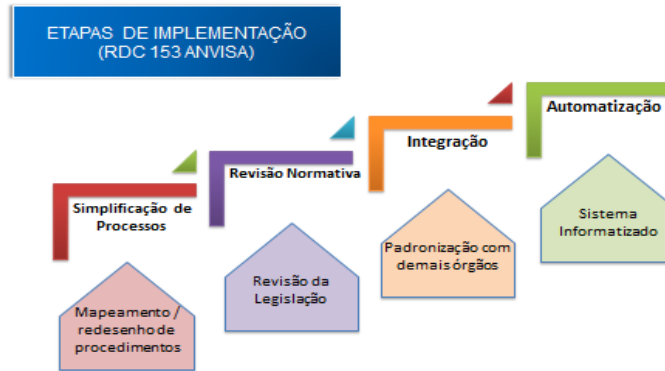 ETAPAS DE IMPLEMENTAÇÃO
(RDC 153 ANVISA)
Simplificação de
Processos
Mapeamento /
redesenho de
procedimentos
Revisão Normativa
Revisão da
Legislação
Integração
Padronização com
demais órgãos
Automatização
Sistema
Informatizado